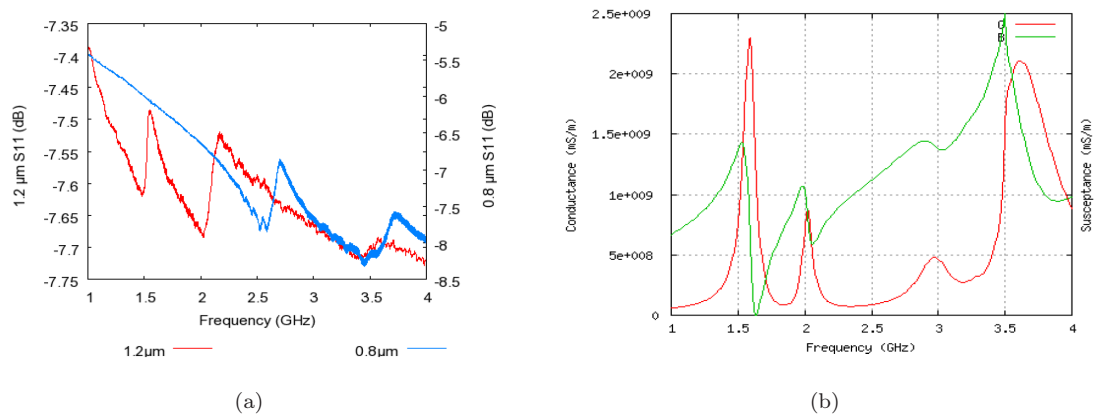 -7.35
-7.4
-7.45
-7.5
-7.55
-7.6
-7.65
-7.7
-7.75
1.2 µm S11 (dB)
-5
-5.5
-6
-6.5
-7
-7.5
-8
-8.5
0.8 µm S11 (dB)
1 1.5 2 2.5 3 3.5 4
Frequency (GHz)
1.2µm 0.8µm
(a)
2.5e+009
2e+009
1.5e+009
1e+009
5e+008
0
Conductance (mS/m)
Susceptance (mS/m)
G
B
1 1.5 2 2.5 3 3.5 4
Frequency (GHz)
(b)